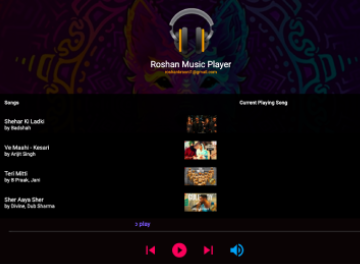 Roshan Music Player
Songs
Current Playing Song
Shehar Ki Ladki
by Badshah
Ve Maahi - Kesari
by Arijit Singh
Teri Mitti
by B Praak, Jani
Sher Aaya Sher
by Divine, Dub Sharma
play